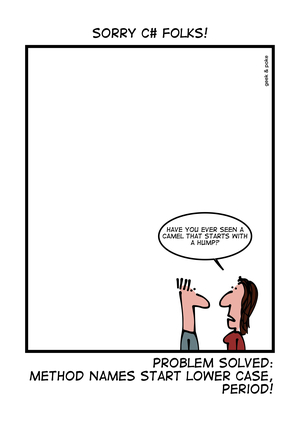 SORRY C# FOLKS!
geek & poke
HAVE YOU EVER SEEN A
CAMEL THAT STARTS WITH
A HUMP?
PROBLEM SOLVED:
METHOD NAMES START LOWER CASE,
PERIOD!